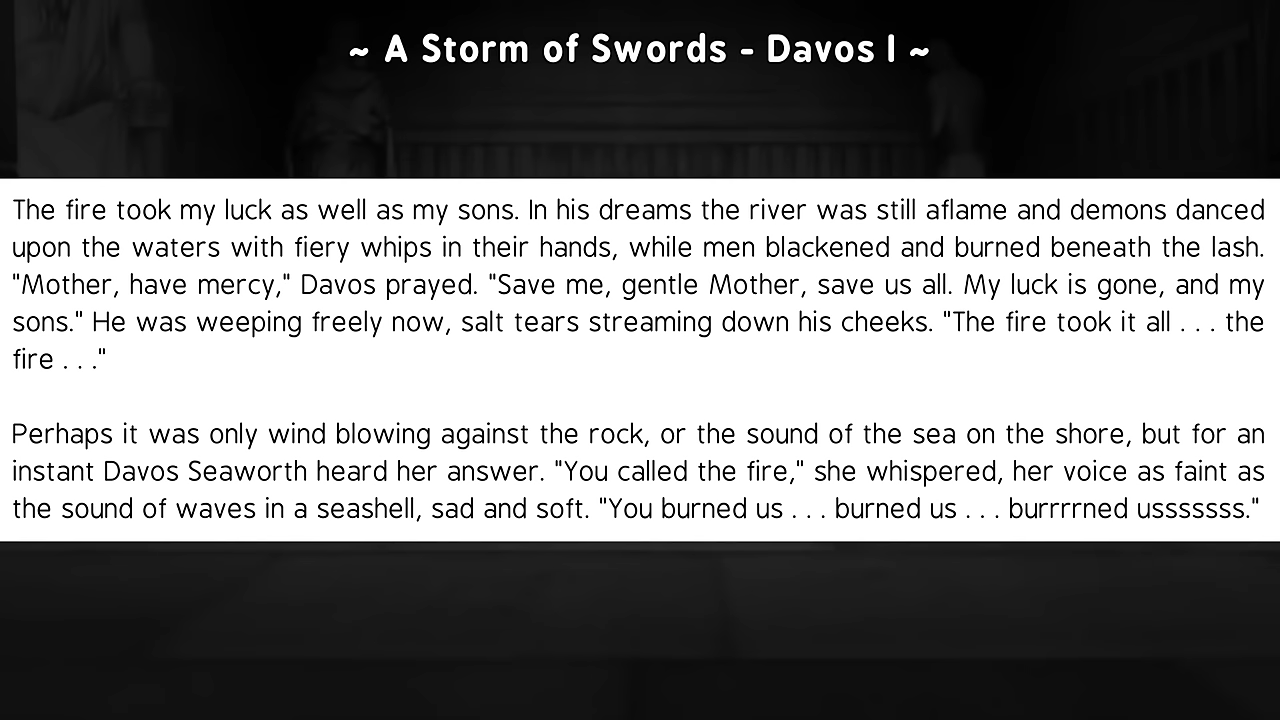 ~ A Storm of Swords - Davos I ~
The fire took my luck as well as my sons. In his dreams the river was still aflame and demons danced
upon the waters with fiery whips in their hands, while men blackened and burned beneath the lash.
"Mother, have mercy," Davos prayed. "Save me, gentle Mother, save us all. My luck is gone, and my
sons." He was weeping freely now, salt tears streaming down his cheeks. "The fire took it all . . . the
fire . . ."
Perhaps it was only wind blowing against the rock, or the sound of the sea on the shore, but for an
instant Davos Seaworth heard her answer. "You called the fire," she whispered, her voice as faint as
the sound of waves in a seashell, sad and soft. "You burned us . . . burned us . . . burrrrned usssssss."